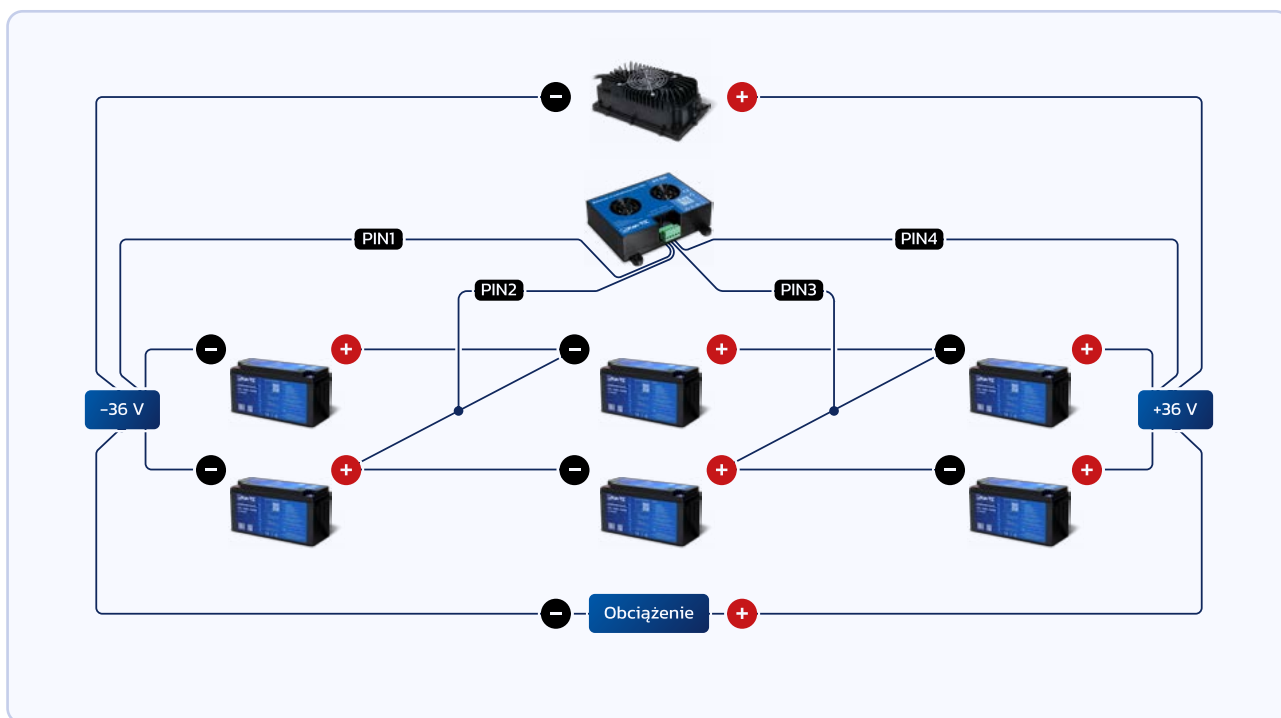 − +
PIN1
PIN4
PIN2
PIN3
− + − + − +
-36 V
+36 V
− + − + − +
− Obciążenie +